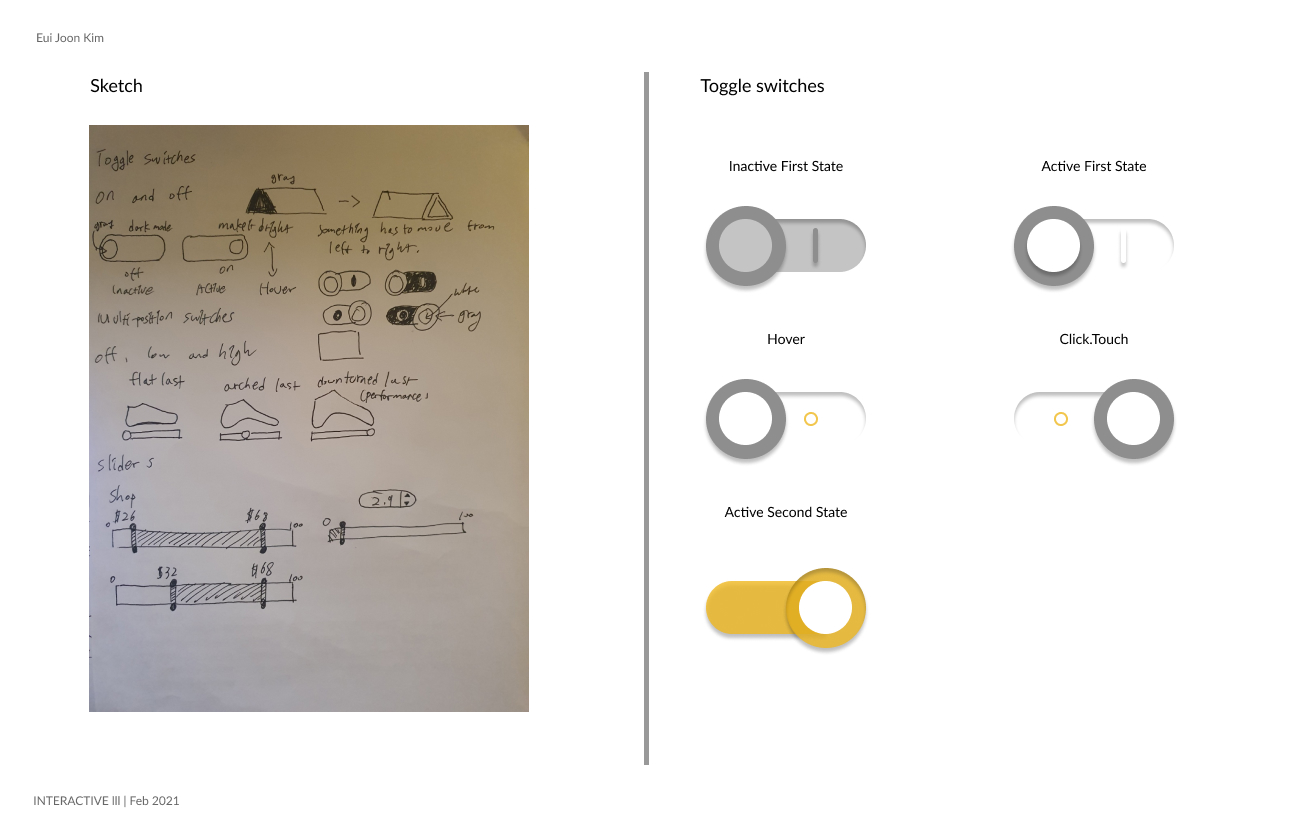 Eui Joon Kim
Sketch
Toggle switches
on and off
gray
->
gray dark mode
make it bright
something has to move from
left to right.
off
on
Inactive
Active
Hover
white
gray
Multi-position switches
off, low and high
flat last
arched last
downturned last
(performance)
sliders
Shop
$26
$68
0
100
2.9
0
100
$32
$68
0
100
Toggle switches
Inactive First State
Active First State
Hover
Click.Touch
Active Second State
INTERACTIVE III | Feb 2021